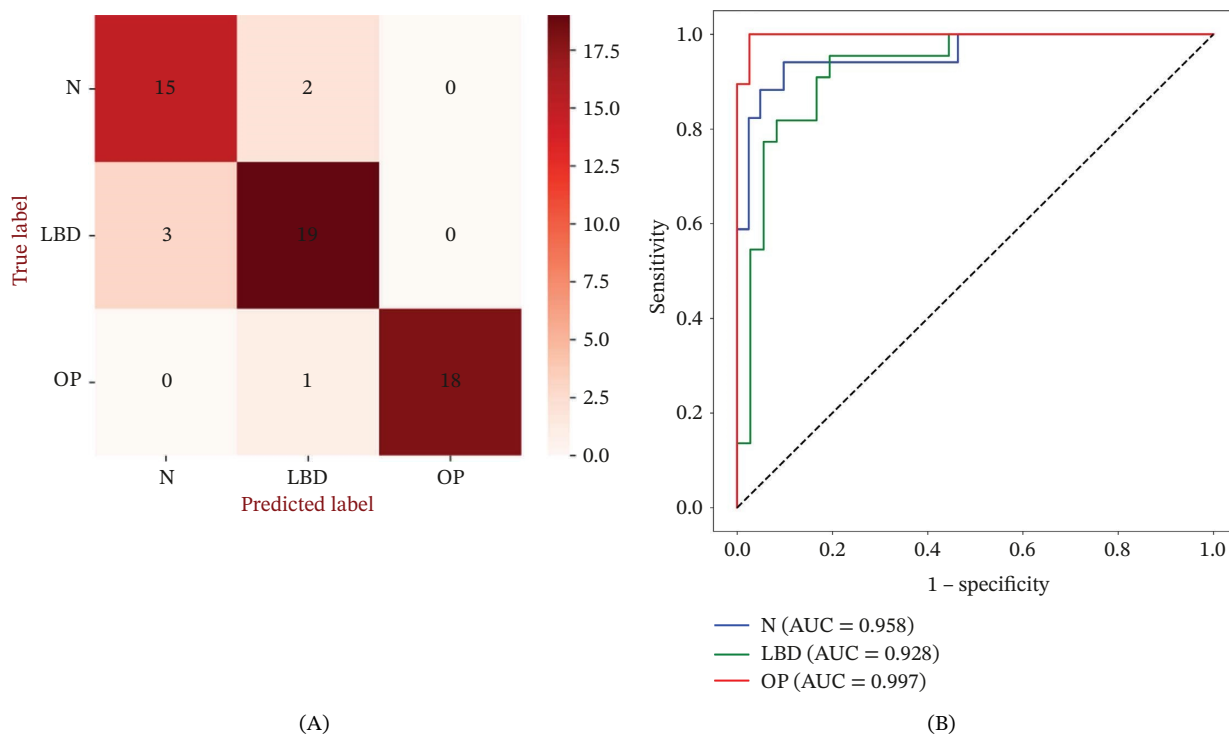 N
15
2
0
LBD
3
19
0
OP
0
1
18
N
LBD
OP
Predicted label
True label
17.5
15.0
12.5
10.0
7.5
5.0
2.5
0.0
(A)
1.0
0.8
0.6
0.4
0.2
0.0
Sensitivity
0.0
0.2
0.4
0.6
0.8
1.0
1 – specificity
N (AUC = 0.958)
LBD (AUC = 0.928)
OP (AUC = 0.997)
(B)